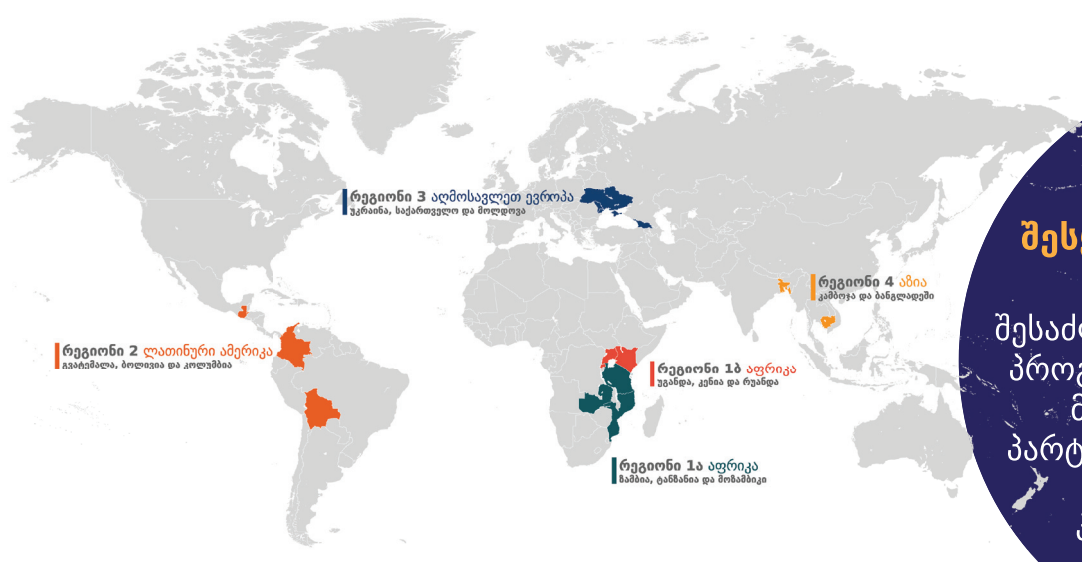 რეგიონი 3 აღმოსავლეთ ევროპა
უკრაინა, საქართველო და მოლდოვა
რეგიონი 4 აზია
კამბოჯა და ბანგლადეში
რეგიონი 2 ლათინური ამერიკა
გვატემალა, ბოლივია და კოლუმბია
რეგიონი 1ბ აფრიკა
უგანდა, კენია და რუანდა
რეგიონი 1ა აფრიკა
ზამბია, ტანზანია და მოზამბიკი